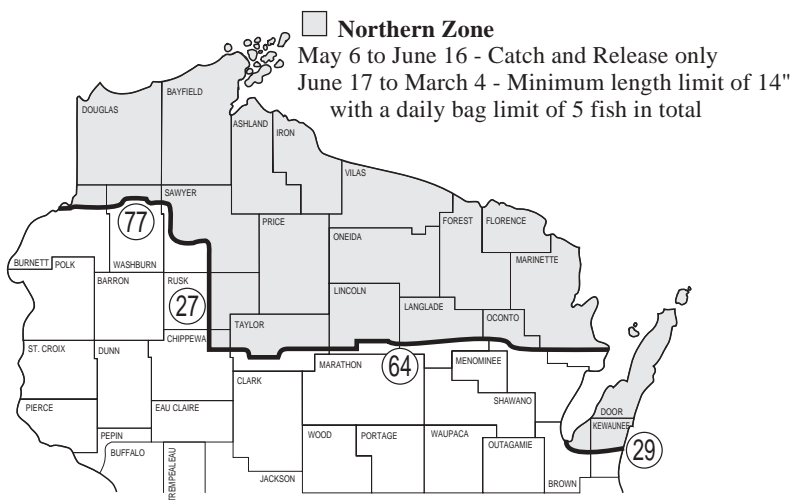 Northern Zone
May 6 to June 16 - Catch and Release only
June 17 to March 4 - Minimum length limit of 14"
with a daily bag limit of 5 fish in total
BAYFIELD
DOUGLAS
ASHLAND
IRON
VILAS
SAWYER
77
PRICE
FOREST
FLORENCE
ONEIDA
MARINETTE
BURNETT
POLK
WASHBURN
BARRON
RUSK
27
LINCOLN
LANGLADE
OCONTO
TAYLOR
CHIPPEWA
ST. CROIX
DUNN
MARATHON
64
MENOMINEE
CLARK
SHAWANO
PIERCE
EAU CLAIRE
DOOR
KEWAUNEE
PEPIN
WOOD
PORTAGE
WAUPACA
OUTAGAMIE
29
BUFFALO
TREMPEALEAU
JACKSON
BROWN